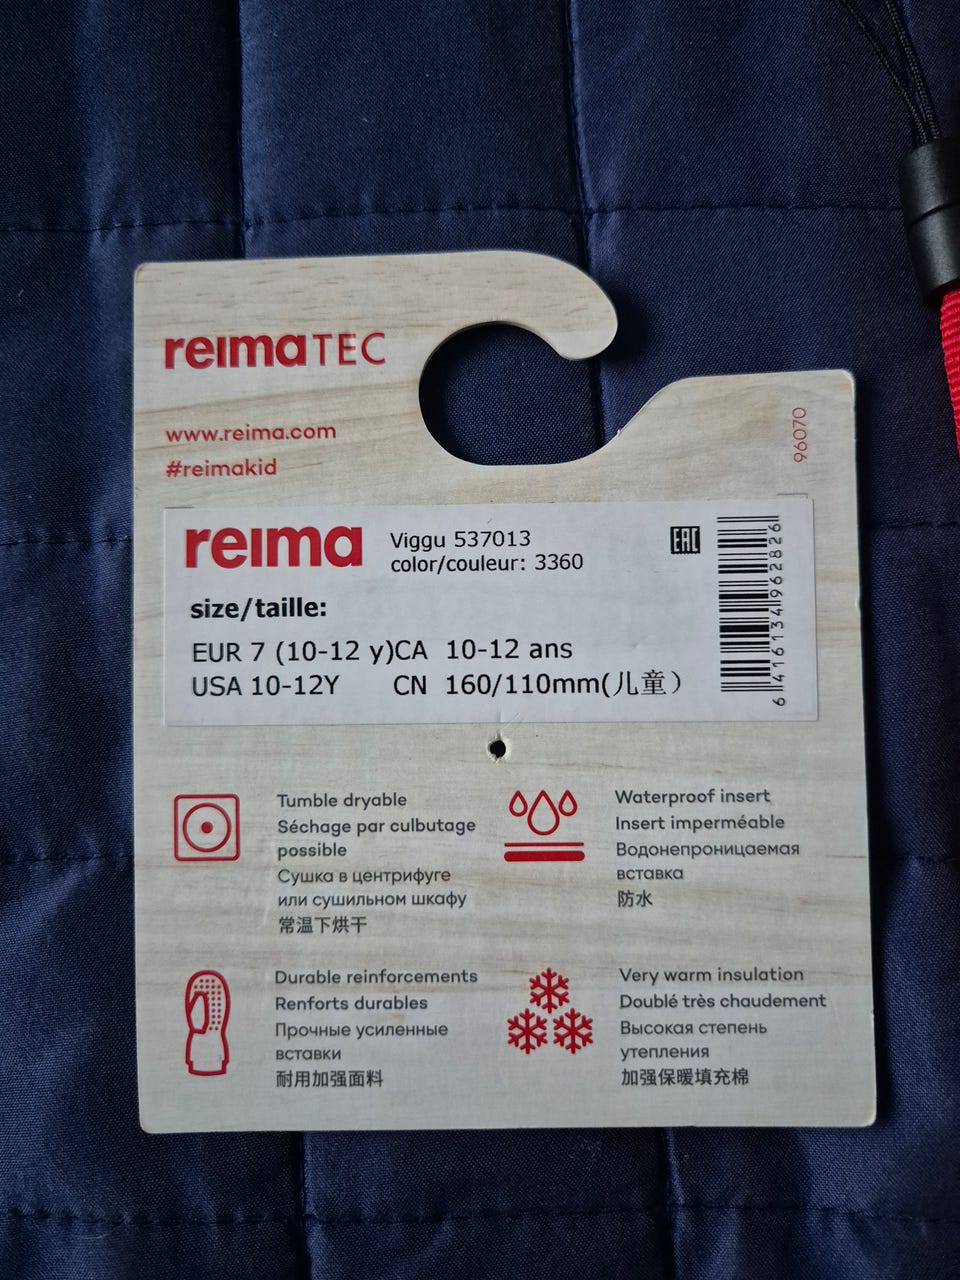 reimaTEC
www.reima.com
#reimakid
96070
reima
Viggu 537013
color/couleur: 3360
EAC
size/taille:
EUR 7 (10-12 y)CA 10-12 ans
USA 10-12Y CN 160/110mm(儿童)
6 416134 962826
Tumble dryable
Séchage par culbutage
possible
Сушка в центрифуге
или сушильном шкафу
常温下烘干
Waterproof insert
Insert imperméable
Водонепроницаемая
вставка
防水
Durable reinforcements
Renforts durables
Прочные усиленные
вставки
耐用加强面料
Very warm insulation
Doublé très chaudement
Высокая степень
утепления
加强保暖填充棉